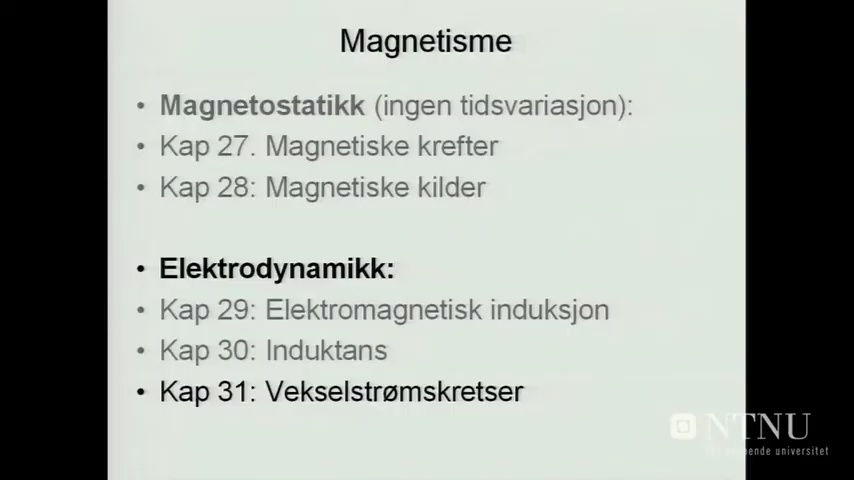 Magnetisme
• Magnetostatikk (ingen tidsvariasjon):
• Kap 27. Magnetiske krefter
• Kap 28: Magnetiske kilder
• Elektrodynamikk:
• Kap 29: Elektromagnetisk induksjon
• Kap 30: Induktans
• Kap 31: Vekselstrømskretser
NTNU
universitet